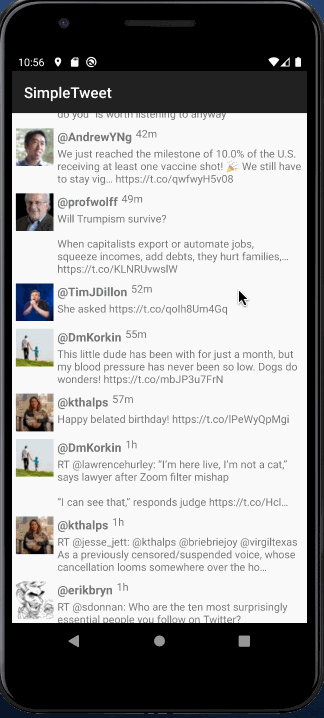 10:56
SimpleTweet
do you" is worth listening to anyway
@AndrewYNg 42m
We just reached the milestone of 10.0% of the U.S.
receiving at least one vaccine shot! 🎉 We still have
to stay vig… https://t.co/qwfwyH5v08
@profwolff 49m
Will Trumpism survive?
When capitalists export or automate jobs,
squeeze incomes, add debts, they hurt families,…
https://t.co/KLNRUvwslW
@TimJDillon 52m
She asked https://t.co/qoIh8Um4Gq
@DmKorkin 55m
This little dude has been with for just a month, but
my blood pressure has never been so low. Dogs do
wonders! https://t.co/mbJP3u7FrN
@kthalps 57m
Happy belated birthday! https://t.co/lPeWyQpMgi
@DmKorkin 1h
RT @lawrencehurley: “I'm here live, I'm not a cat,”
says lawyer after Zoom filter mishap
“I can see that,” responds judge https://t.co/Hcl…
@kthalps 1h
RT @jesse_jett: @kthalps @briebriejoy @virgiltexas
As a previously censored/suspended voice, whose
cancellation looms somewhere over the ho…
@erikbryn 1h
RT @sdonnan: Who are the ten most surprisingly
essential people you follow on Twitter?